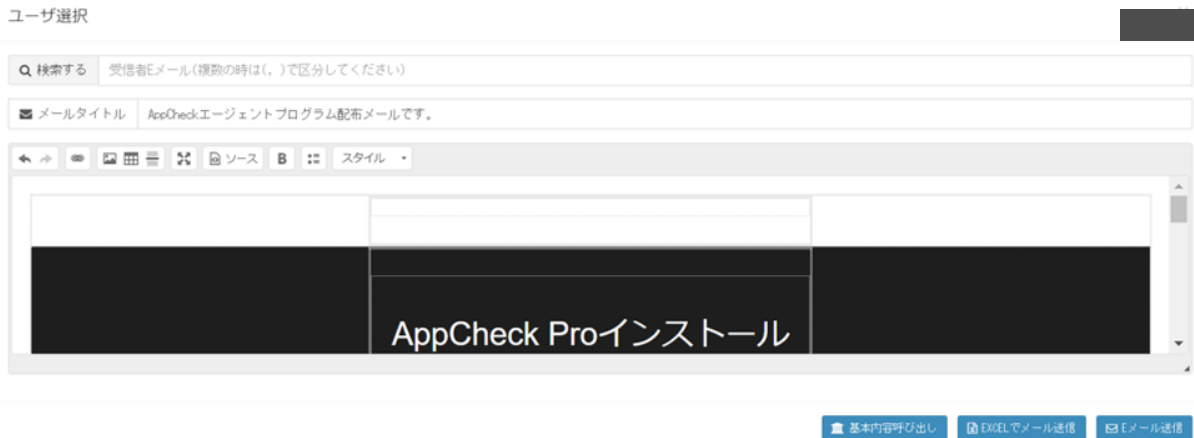 ユーザ選択
検索する 受信者Eメール(複数の時は(, )で区分してください)
メールタイトル AppCheckエージェントプログラム配布メールです。
ソース B スタイル
AppCheck Proインストール
基本内容呼び出し EXCELでメール送信 Eメール送信